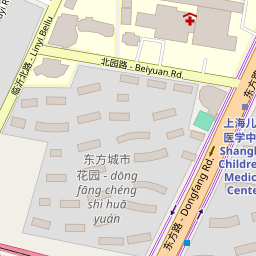 临沂北路 - Linyi Beilu
北园路 - Beiyuan Rd.
东方城市
花园 - dōng
fāng chéng
shì huā
yuán
上海儿
医学中
Shangh
Children
Medic
Cente
东方路 - Dongfang Rd.